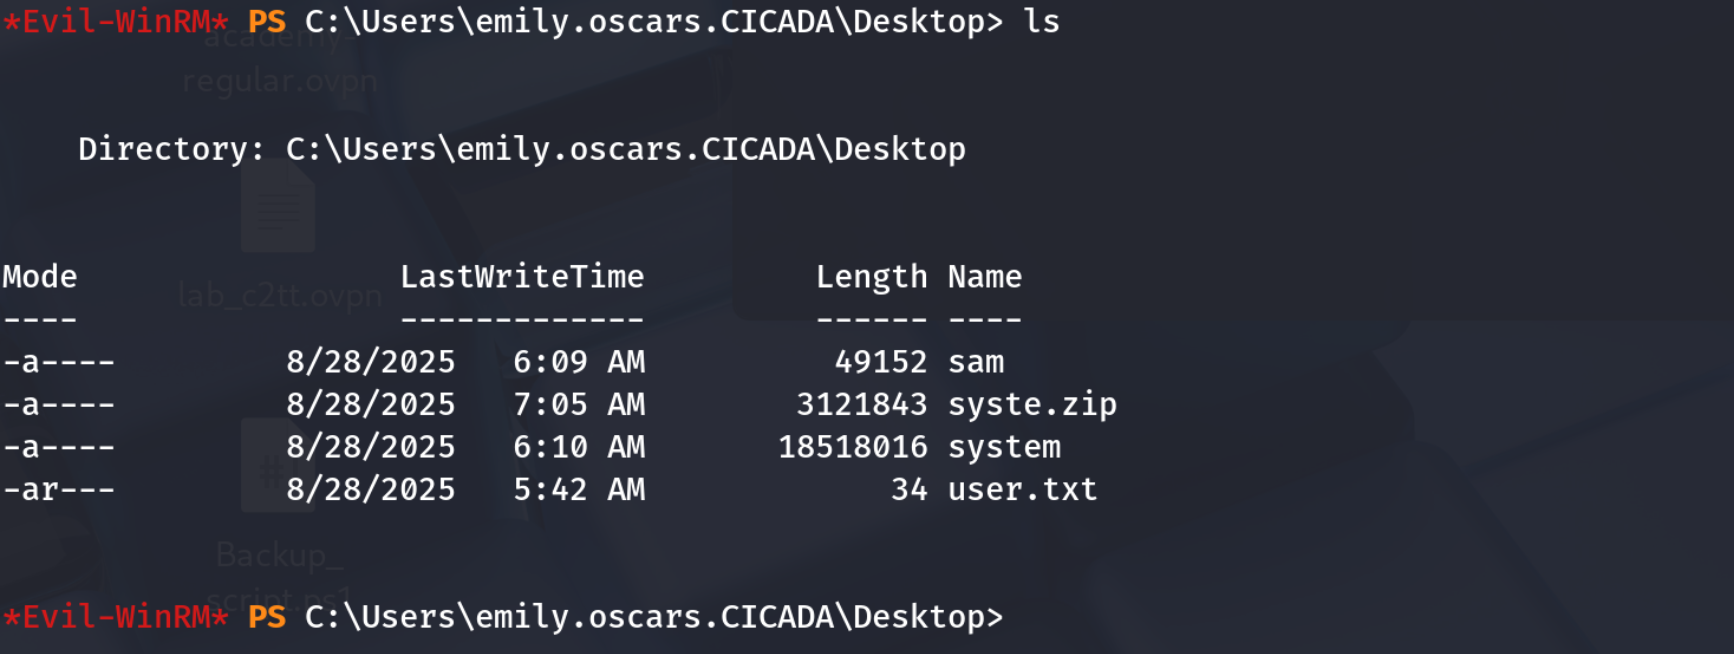 *Evil-WinRM* PS C:\Users\emily.oscars.CICADA\Desktop> ls
academy-
regular.ovpn
Directory: C:\Users\emily.oscars.CICADA\Desktop
Mode LastWriteTime Length Name
lab_c2tt.ovpn
---- ------------- ------ ----
-a---- 8/28/2025 6:09 AM 49152 sam
-a---- 8/28/2025 7:05 AM 3121843 syste.zip
-a---- 8/28/2025 6:10 AM 18518016 system
#!
-ar--- 8/28/2025 5:42 AM 34 user.txt
Backup_
script.ps1
*Evil-WinRM* PS C:\Users\emily.oscars.CICADA\Desktop>